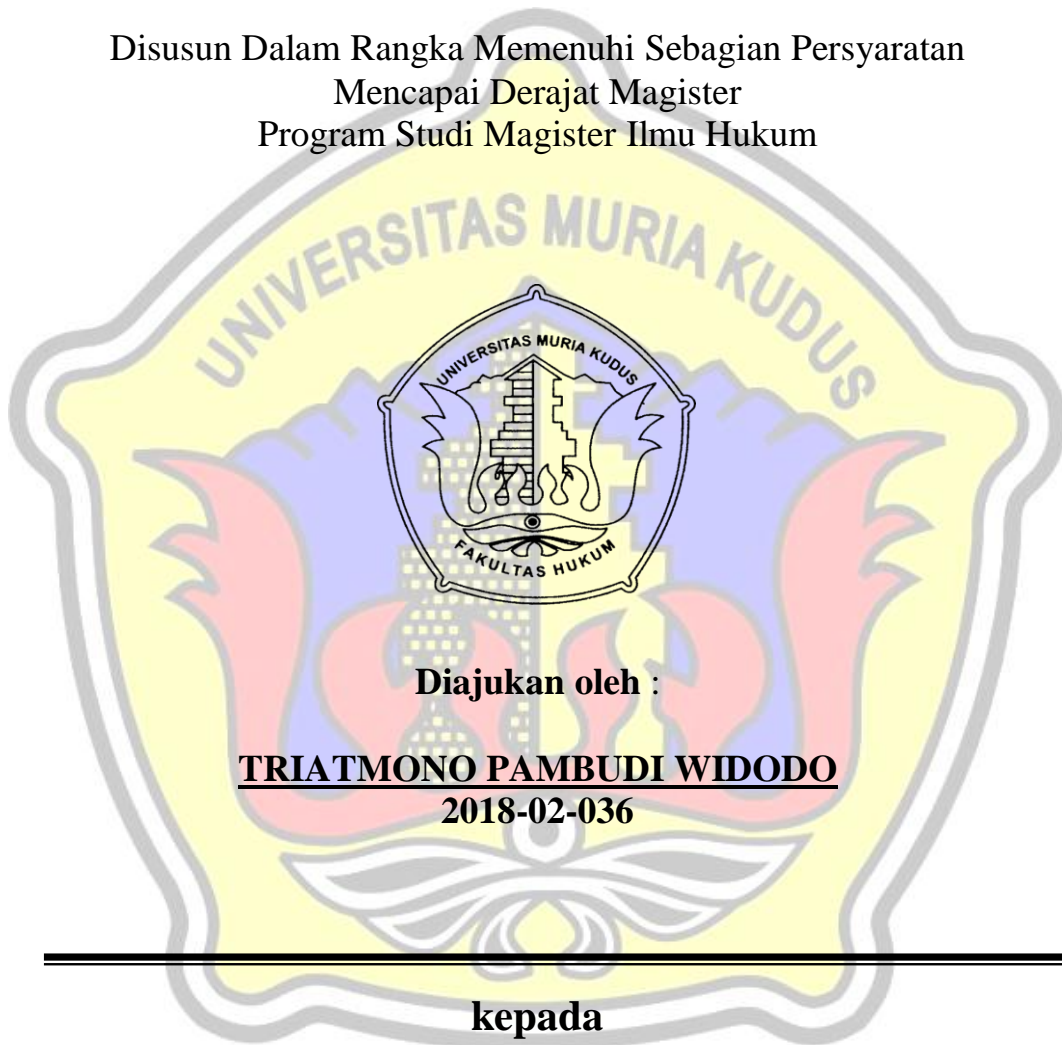 Disusun Dalam Rangka Memenuhi Sebagian Persyaratan
Mencapai Derajat Magister
Program Studi Magister Ilmu Hukum
UNIVERSITAS MURIA KUDUS
UNIVERSITAS MURIA KUDUS
FAKULTAS HUKUM
Diajukan oleh :
TRIATMONO PAMBUDI WIDODO
2018-02-036
kepada